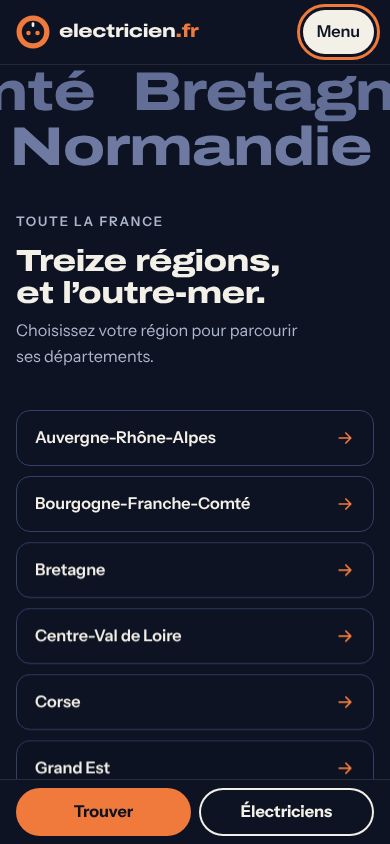 electricien.fr
Menu
nté Bretagn
Normandie
TOUTE LA FRANCE
Treize régions,
et l’outre-mer.
Choisissez votre région pour parcourir
ses départements.
Auvergne-Rhône-Alpes →
Bourgogne-Franche-Comté →
Bretagne →
Centre-Val de Loire →
Corse →
Grand Est →
Trouver
Électriciens